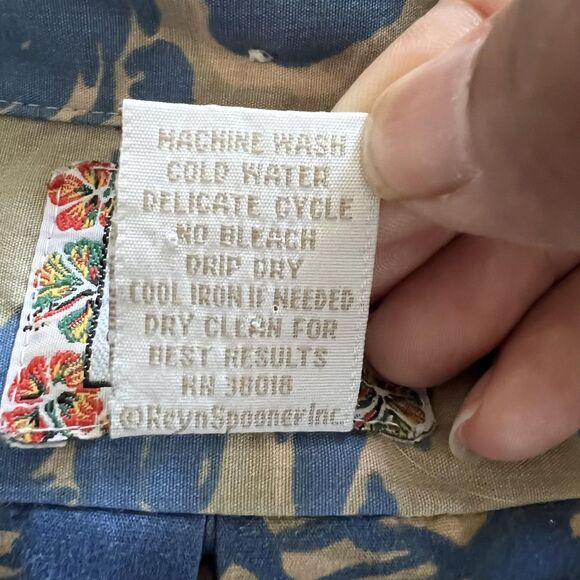 MACHINE WASH
COLD WATER
DELICATE CYCLE
NO BLEACH
DRIP DRY
COOL IRON IF NEEDED
DRY CLEAN FOR
BEST RESULTS
RN 38018
©ReynSpoonerInc.